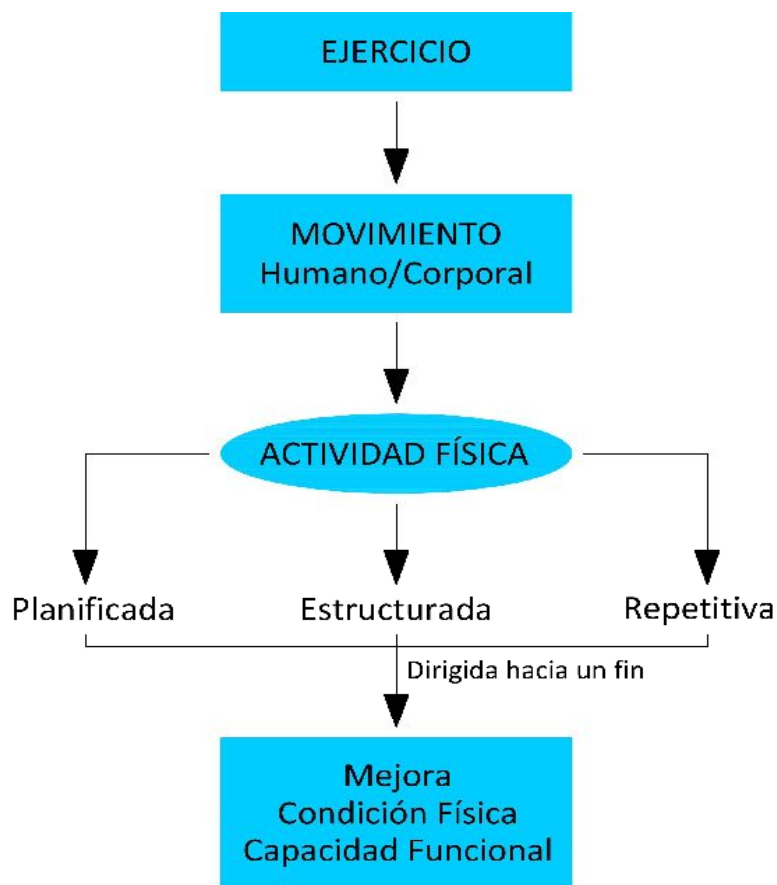 EJERCICIO
MOVIMIENTO
Humano/Corporal
ACTIVIDAD FÍSICA
Planificada
Estructurada
Repetitiva
Dirigida hacia un fin
Mejora
Condición Física
Capacidad Funcional